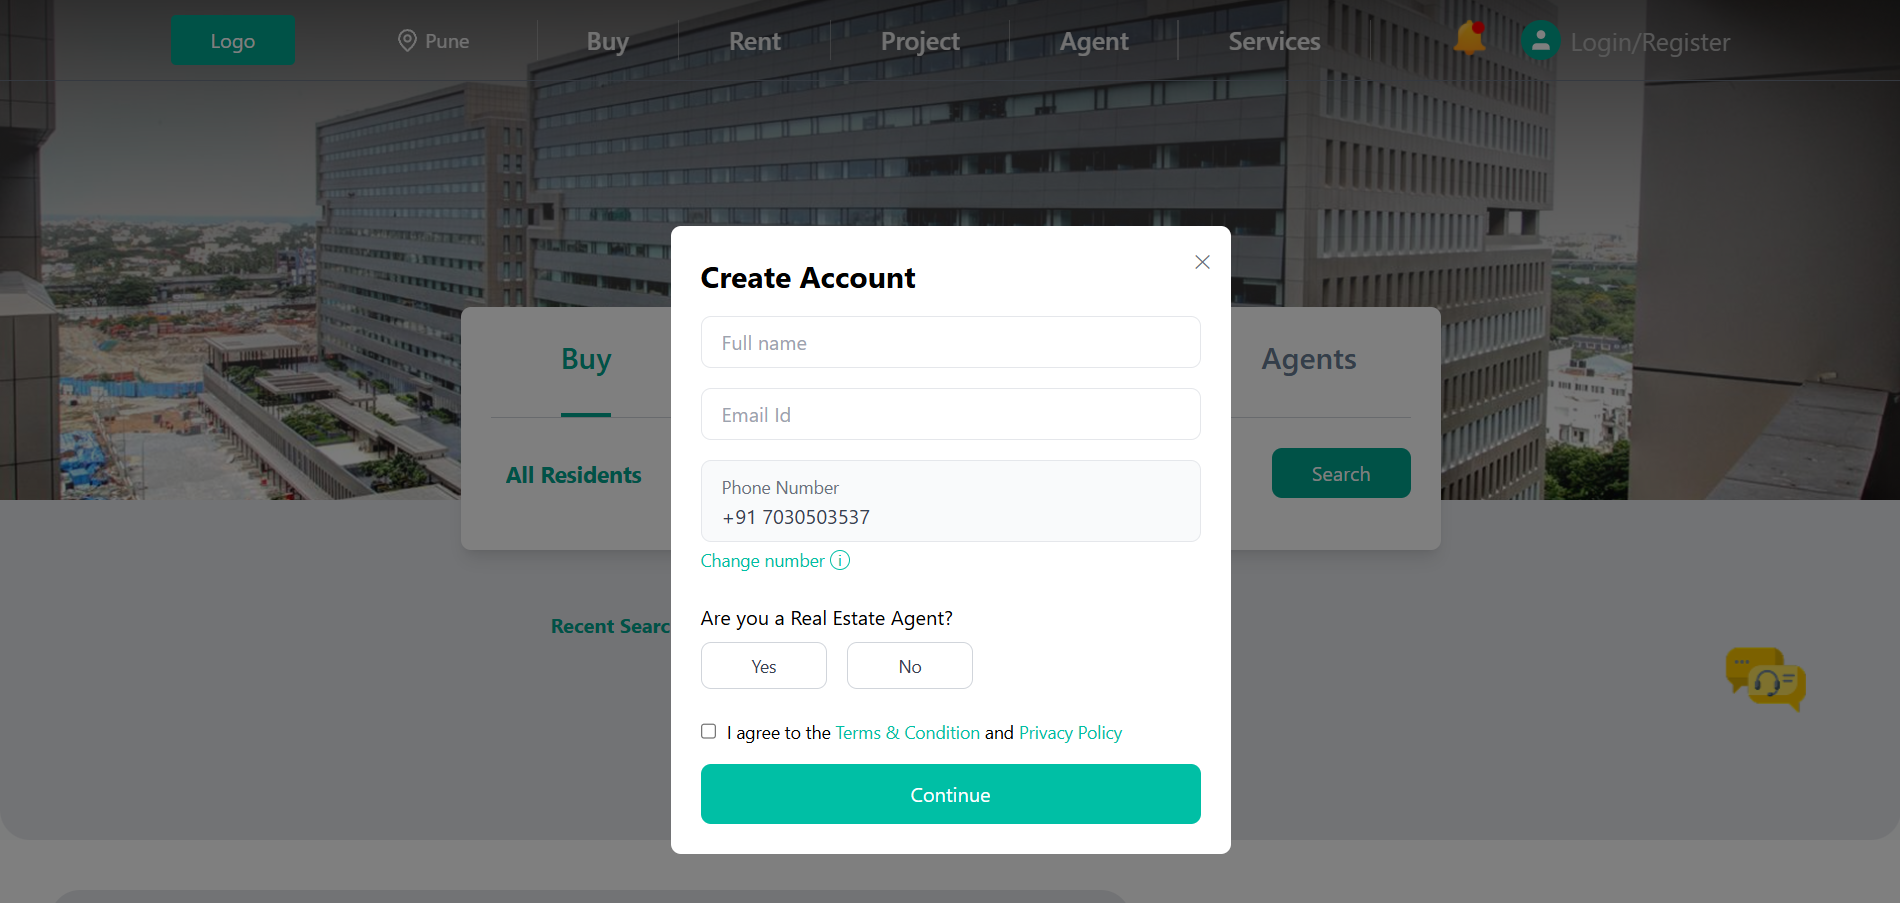 Logo
Pune
Buy
Rent
Project
Agent
Services
Login/Register
Create Account
Full name
Email Id
Phone Number
+91 7030503537
Change number
Are you a Real Estate Agent?
Yes
No
I agree to the Terms & Condition and Privacy Policy
Continue
Buy
Agents
All Residents
Search
Recent Searc